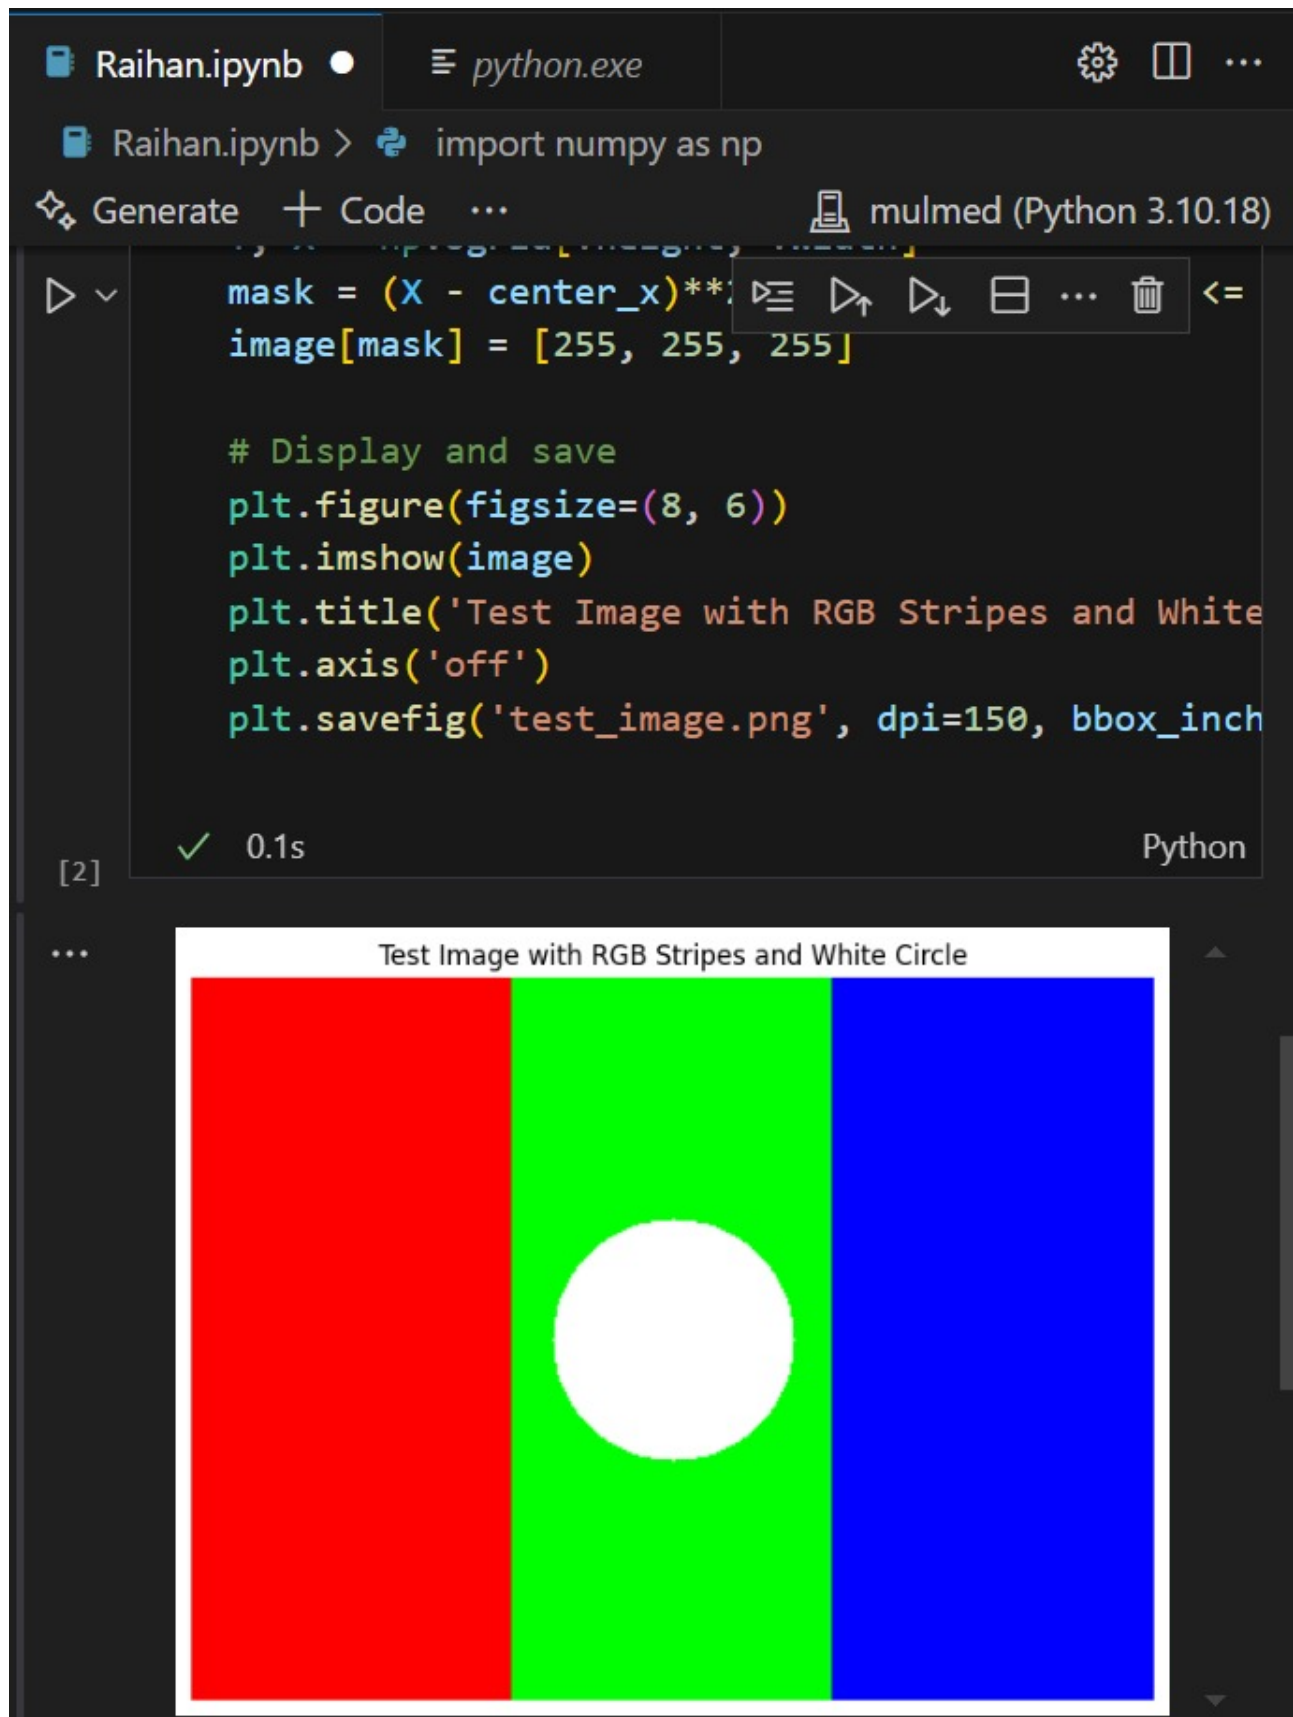 Raihan.ipynb
python.exe
Raihan.ipynb > import numpy as np
Generate + Code ... mulmed (Python 3.10.18)
mask = (X - center_x)** <=
image[mask] = [255, 255, 255]
# Display and save
plt.figure(figsize=(8, 6))
plt.imshow(image)
plt.title('Test Image with RGB Stripes and White
plt.axis('off')
plt.savefig('test_image.png', dpi=150, bbox_inch
0.1s Python
[2]
Test Image with RGB Stripes and White Circle